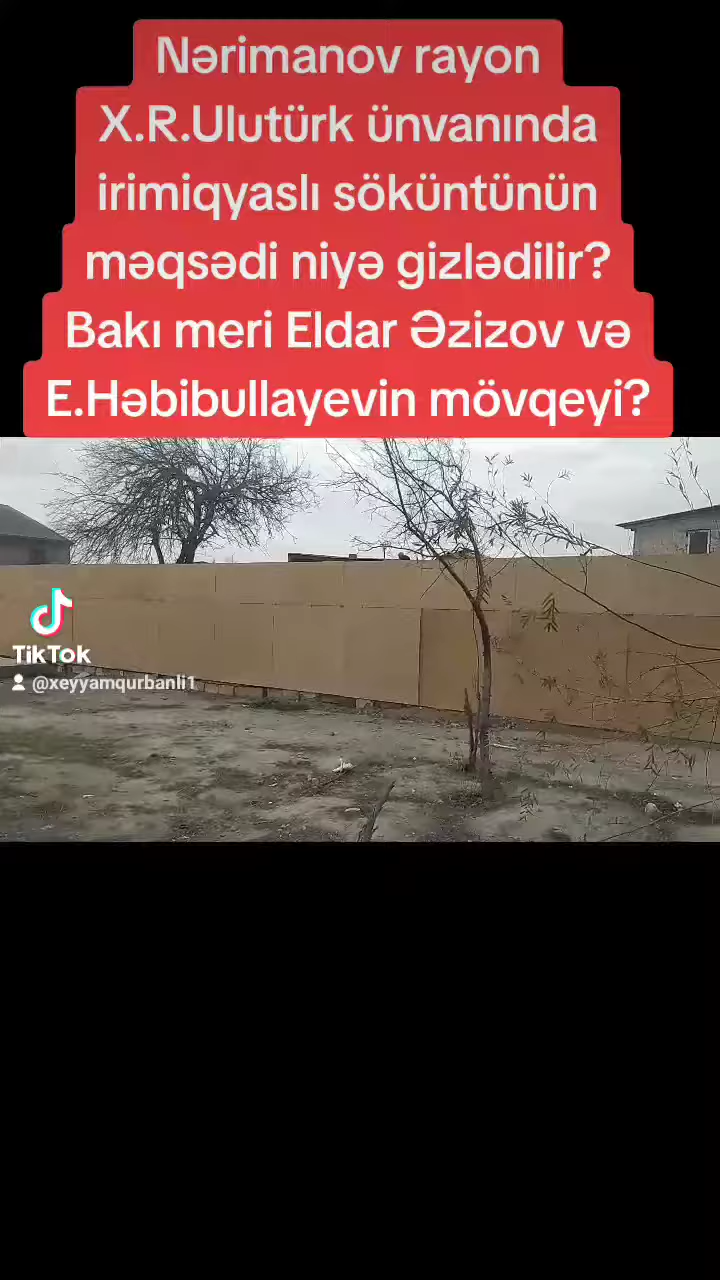 Nərimanov rayon
X.R.Ulutürk ünvanında
irimiqyaslı söküntünün
məqsədi niyə gizlədilir?
Bakı meri Eldar Əzizov və
E.Həbibullayevin mövqeyi?
TikTok
@xeyyamqurbanli1